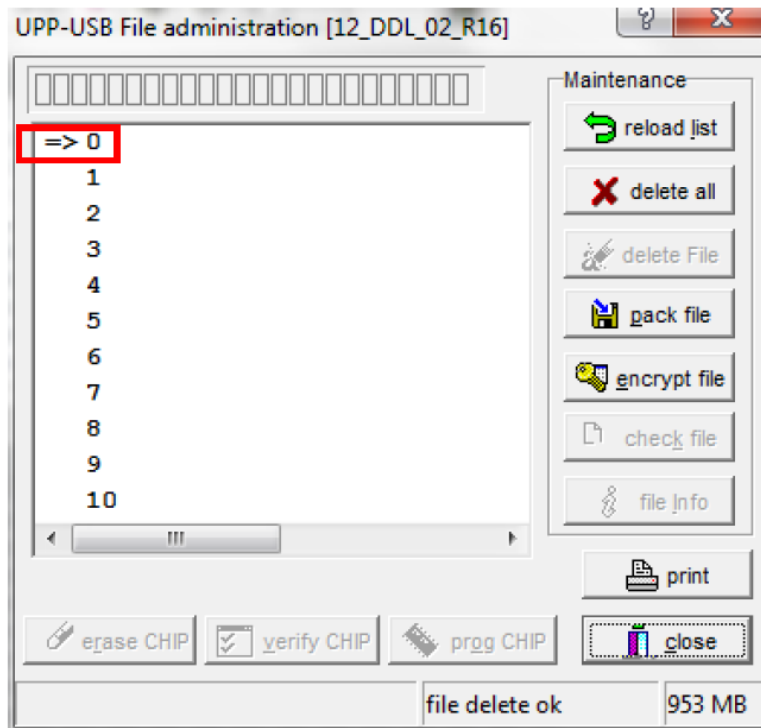 UPP-USB File administration [12_DDL_02_R16]
Maintenance
=> 0
1
2
3
4
5
6
7
8
9
10
reload list
delete all
delete File
pack file
encrypt file
check file
file Info
print
erase CHIP
verify CHIP
prog CHIP
close
file delete ok
953 MB